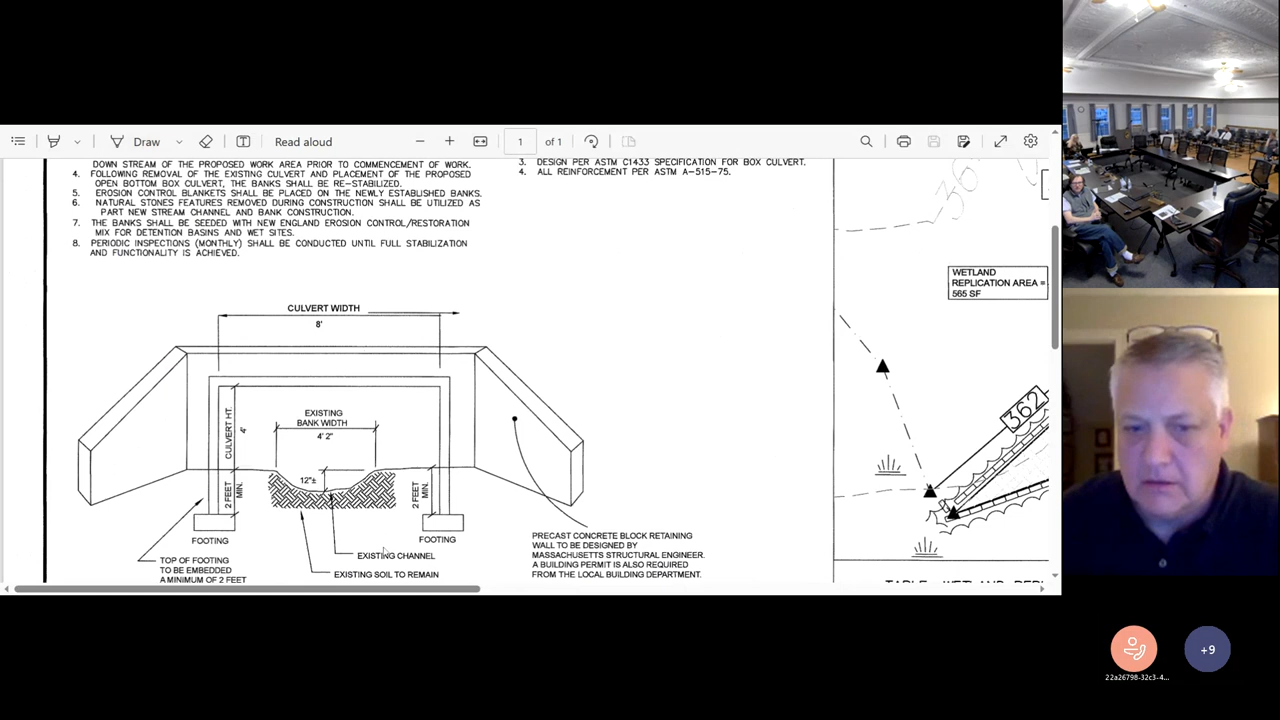 Draw
Read aloud
1
of 1
DOWN STREAM OF THE PROPOSED WORK AREA PRIOR TO COMMENCEMENT OF WORK.
4. FOLLOWING REMOVAL OF THE EXISTING CULVERT AND PLACEMENT OF THE PROPOSED
OPEN BOTTOM BOX CULVERT, THE BANKS SHALL BE RE-STABILIZED.
5. EROSION CONTROL BLANKETS SHALL BE PLACED ON THE NEWLY ESTABLISHED BANKS.
6. NATURAL STONES FEATURES REMOVED DURING CONSTRUCTION SHALL BE UTILIZED AS
PART NEW STREAM CHANNEL AND BANK CONSTRUCTION.
7. THE BANKS SHALL BE SEEDED WITH NEW ENGLAND EROSION CONTROL/RESTORATION
MIX FOR DETENTION BASINS AND WET SITES.
8. PERIODIC INSPECTIONS (MONTHLY) SHALL BE CONDUCTED UNTIL FULL STABILIZATION
AND FUNCTIONALITY IS ACHIEVED.
3. DESIGN PER ASTM C1433 SPECIFICATION FOR BOX CULVERT.
4. ALL REINFORCEMENT PER ASTM A-515-75.
CULVERT WIDTH
8'
CULVERT HT.
4'
EXISTING
BANK WIDTH
4' 2"
12"±
2 FEET
MIN.
2 FEET
MIN.
FOOTING
FOOTING
TOP OF FOOTING
TO BE EMBEDDED
A MINIMUM OF 2 FEET
EXISTING CHANNEL
EXISTING SOIL TO REMAIN
PRECAST CONCRETE BLOCK RETAINING
WALL TO BE DESIGNED BY
MASSACHUSETTS STRUCTURAL ENGINEER.
A BUILDING PERMIT IS ALSO REQUIRED
FROM THE LOCAL BUILDING DEPARTMENT.
WETLAND
REPLICATION AREA =
565 SF
362
22a26798-32c3-4...
+9